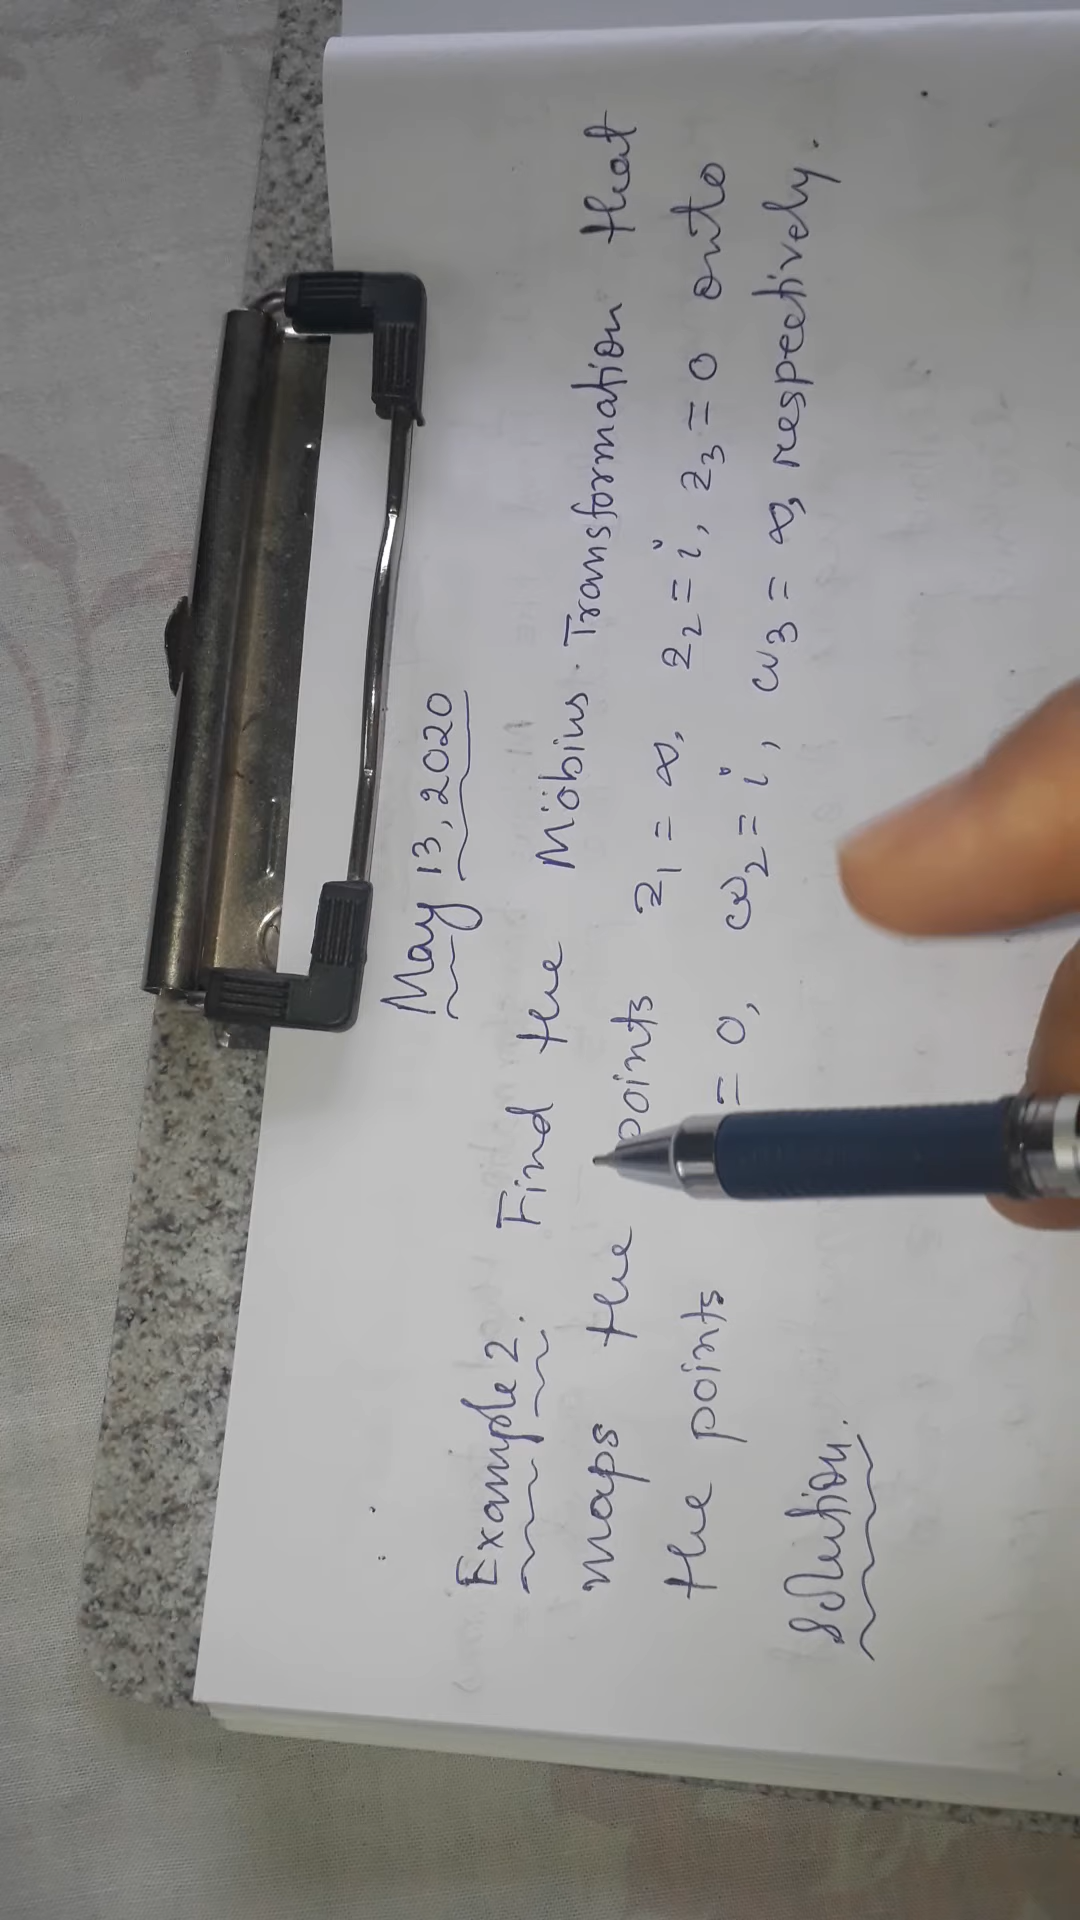 May 13, 2020
Example 2. Find the Möbius Transformation that
maps the points z₁ = ∞, z₂ = i, z₃ = 0 onto
the points = 0, ω₂ = i, ω₃ = ∞, respectively.
Solution.